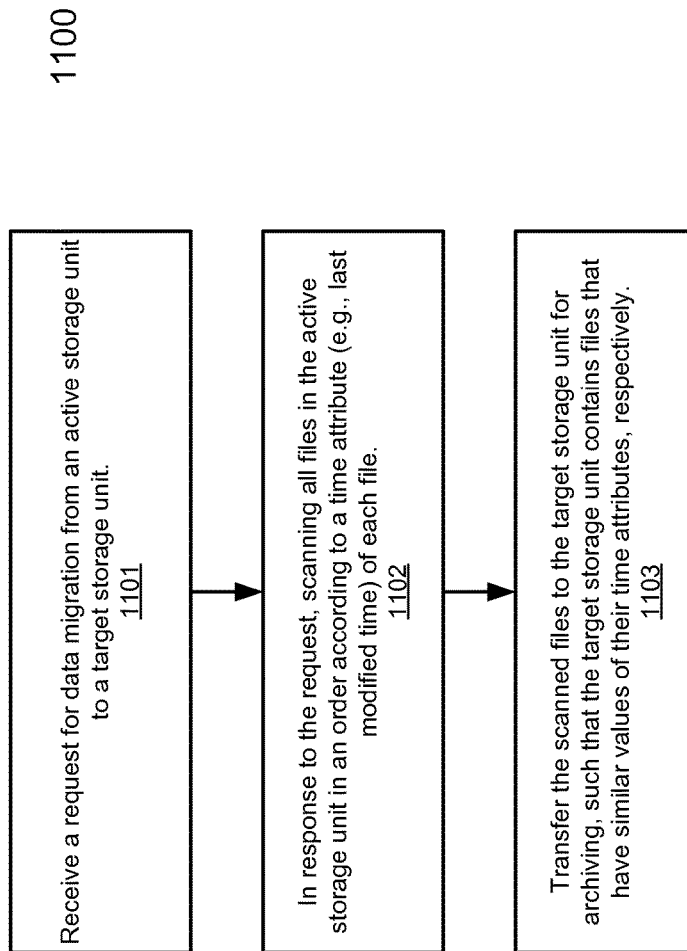 1100
Receive a request for data migration from an active storage unit
to a target storage unit.
1101
In response to the request, scanning all files in the active
storage unit in an order according to a time attribute (e.g., last
modified time) of each file.
1102
Transfer the scanned files to the target storage unit for
archiving, such that the target storage unit contains files that
have similar values of their time attributes, respectively.
1103